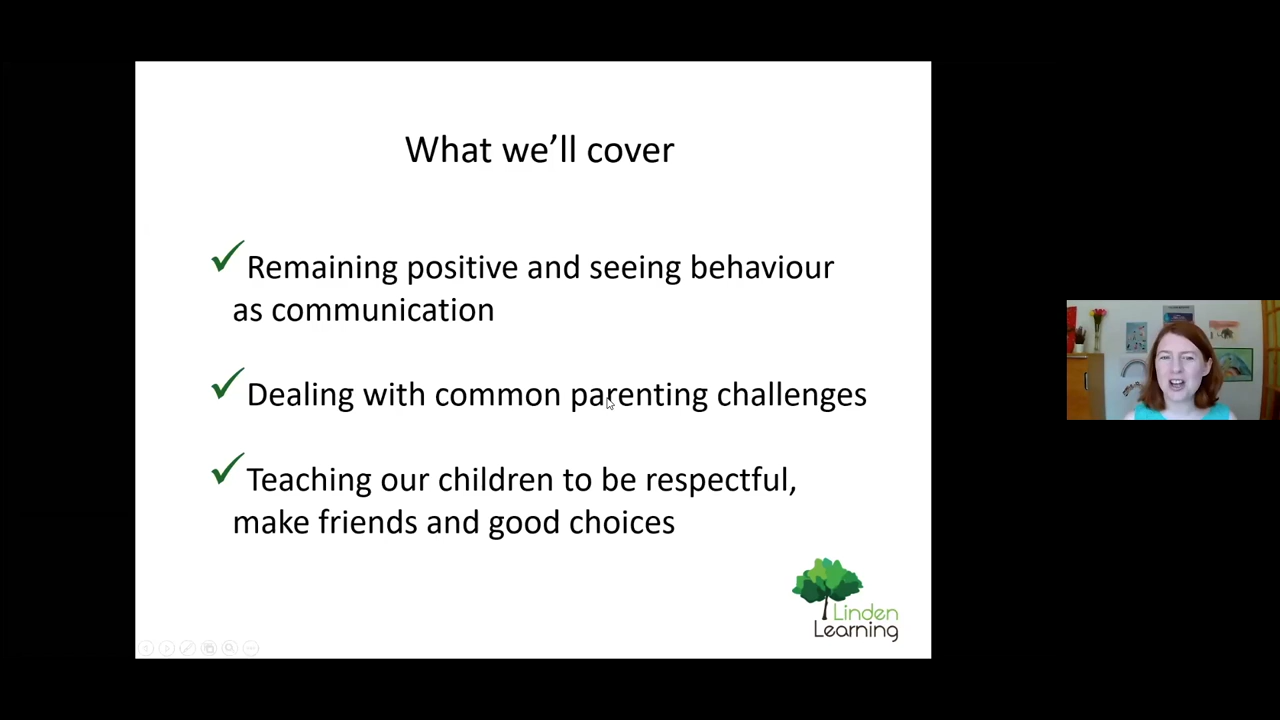 What we’ll cover
Remaining positive and seeing behaviour
as communication
Dealing with common parenting challenges
Teaching our children to be respectful,
make friends and good choices
Linden
Learning